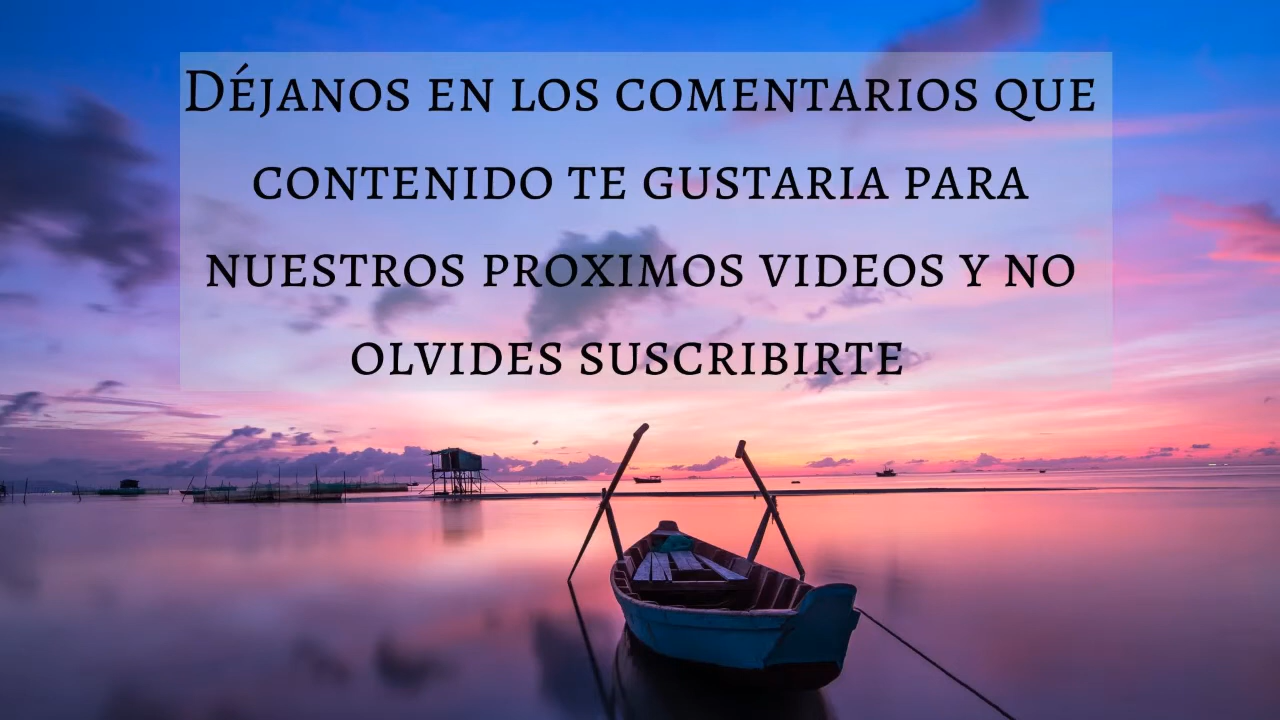 Déjanos en los comentarios que
contenido te gustaria para
nuestros proximos videos y no
olvides suscribirte